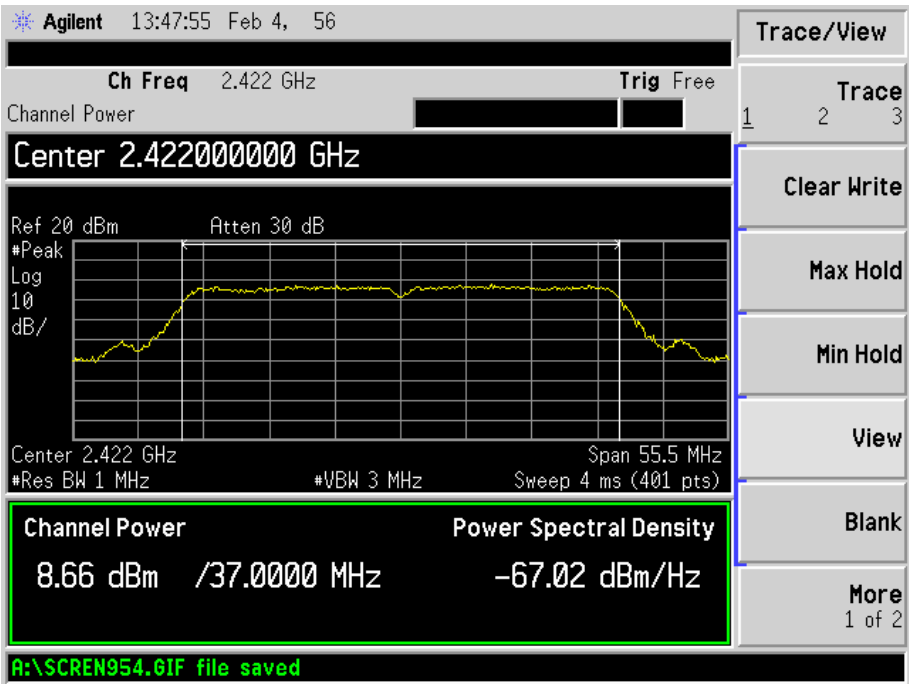 Agilent 13:47:55 Feb 4, 56
Ch Freq 2.422 GHz Trig Free
Channel Power
Center 2.422000000 GHz
Ref 20 dBm Atten 30 dB
#Peak
Log
10
dB/
Center 2.422 GHz Span 55.5 MHz
#Res BW 1 MHz #VBW 3 MHz Sweep 4 ms (401 pts)
Channel Power Power Spectral Density
8.66 dBm /37.0000 MHz -67.02 dBm/Hz
A:\SCREN954.GIF file saved
Trace/View
Trace
1 2 3
Clear Write
Max Hold
Min Hold
View
Blank
More
1 of 2